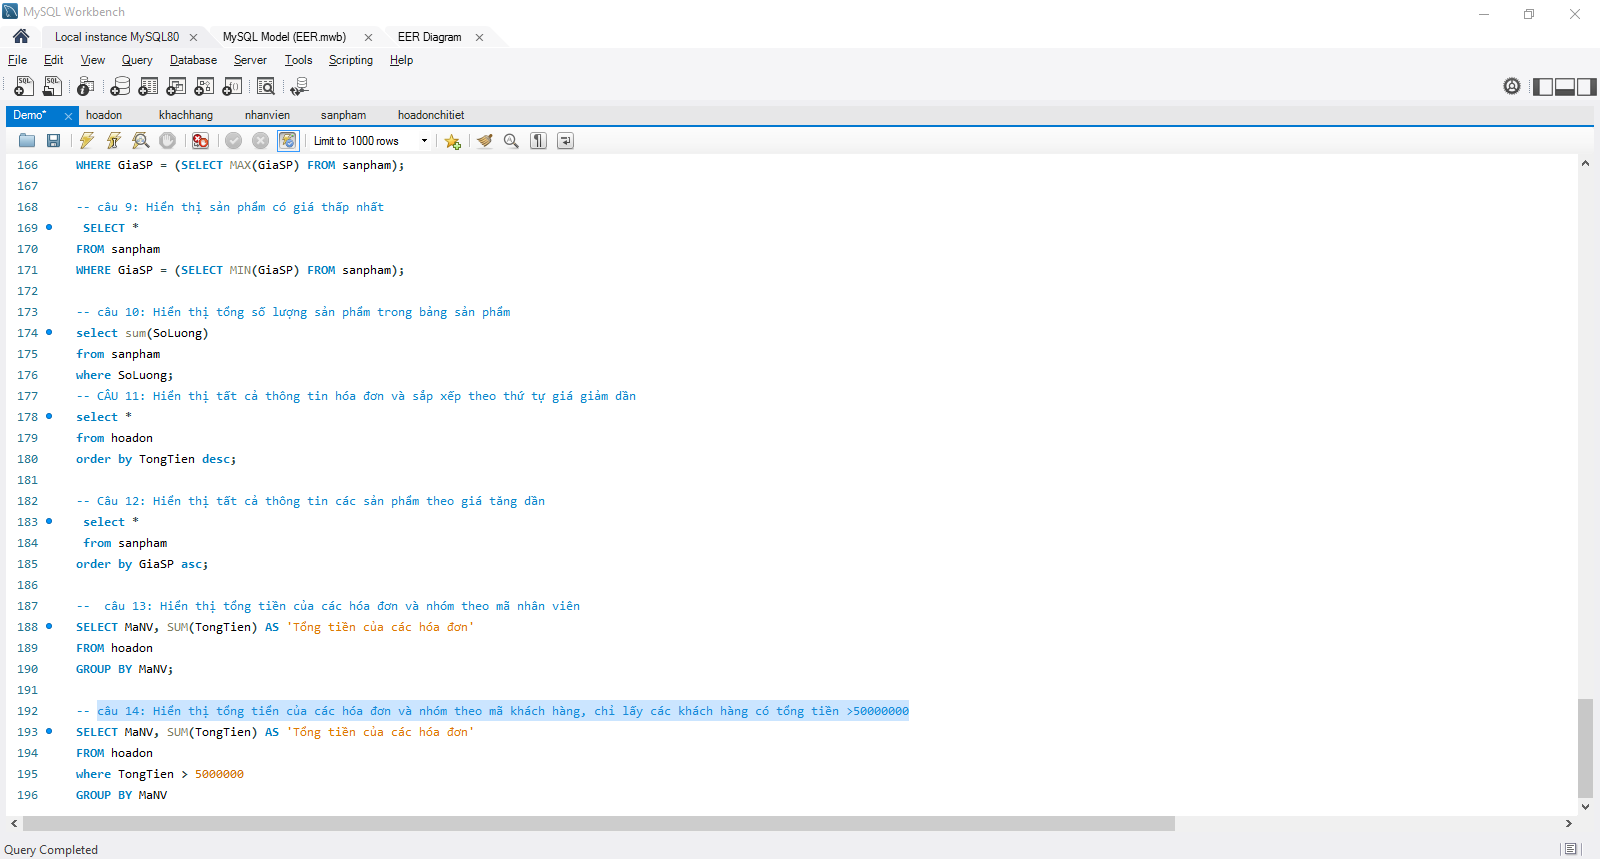 MySQL Workbench
Local instance MySQL80
MySQL Model (EER.mwb)
EER Diagram
File Edit View Query Database Server Tools Scripting Help
Demo*
hoadon
khachhang
nhanvien
sanpham
hoadonchitiet
Limit to 1000 rows
166 WHERE GiaSP = (SELECT MAX(GiaSP) FROM sanpham);
167
168 -- câu 9: Hiển thị sản phẩm có giá thấp nhất
169 SELECT *
170 FROM sanpham
171 WHERE GiaSP = (SELECT MIN(GiaSP) FROM sanpham);
172
173 -- câu 10: Hiển thị tổng số lượng sản phẩm trong bảng sản phẩm
174 select sum(SoLuong)
175 from sanpham
176 where SoLuong;
177 -- CÂU 11: Hiển thị tất cả thông tin hóa đơn và sắp xếp theo thứ tự giá giảm dần
178 select *
179 from hoadon
180 order by TongTien desc;
181
182 -- Câu 12: Hiển thị tất cả thông tin các sản phẩm theo giá tăng dần
183 select *
184 from sanpham
185 order by GiaSP asc;
186
187 --  câu 13: Hiển thị tổng tiền của các hóa đơn và nhóm theo mã nhân viên
188 SELECT MaNV, SUM(TongTien) AS 'Tổng tiền của các hóa đơn'
189 FROM hoadon
190 GROUP BY MaNV;
191
192 -- câu 14: Hiển thị tổng tiền của các hóa đơn và nhóm theo mã khách hàng, chỉ lấy các khách hàng có tổng tiền >50000000
193 SELECT MaNV, SUM(TongTien) AS 'Tổng tiền của các hóa đơn'
194 FROM hoadon
195 where TongTien > 5000000
196 GROUP BY MaNV
Query Completed